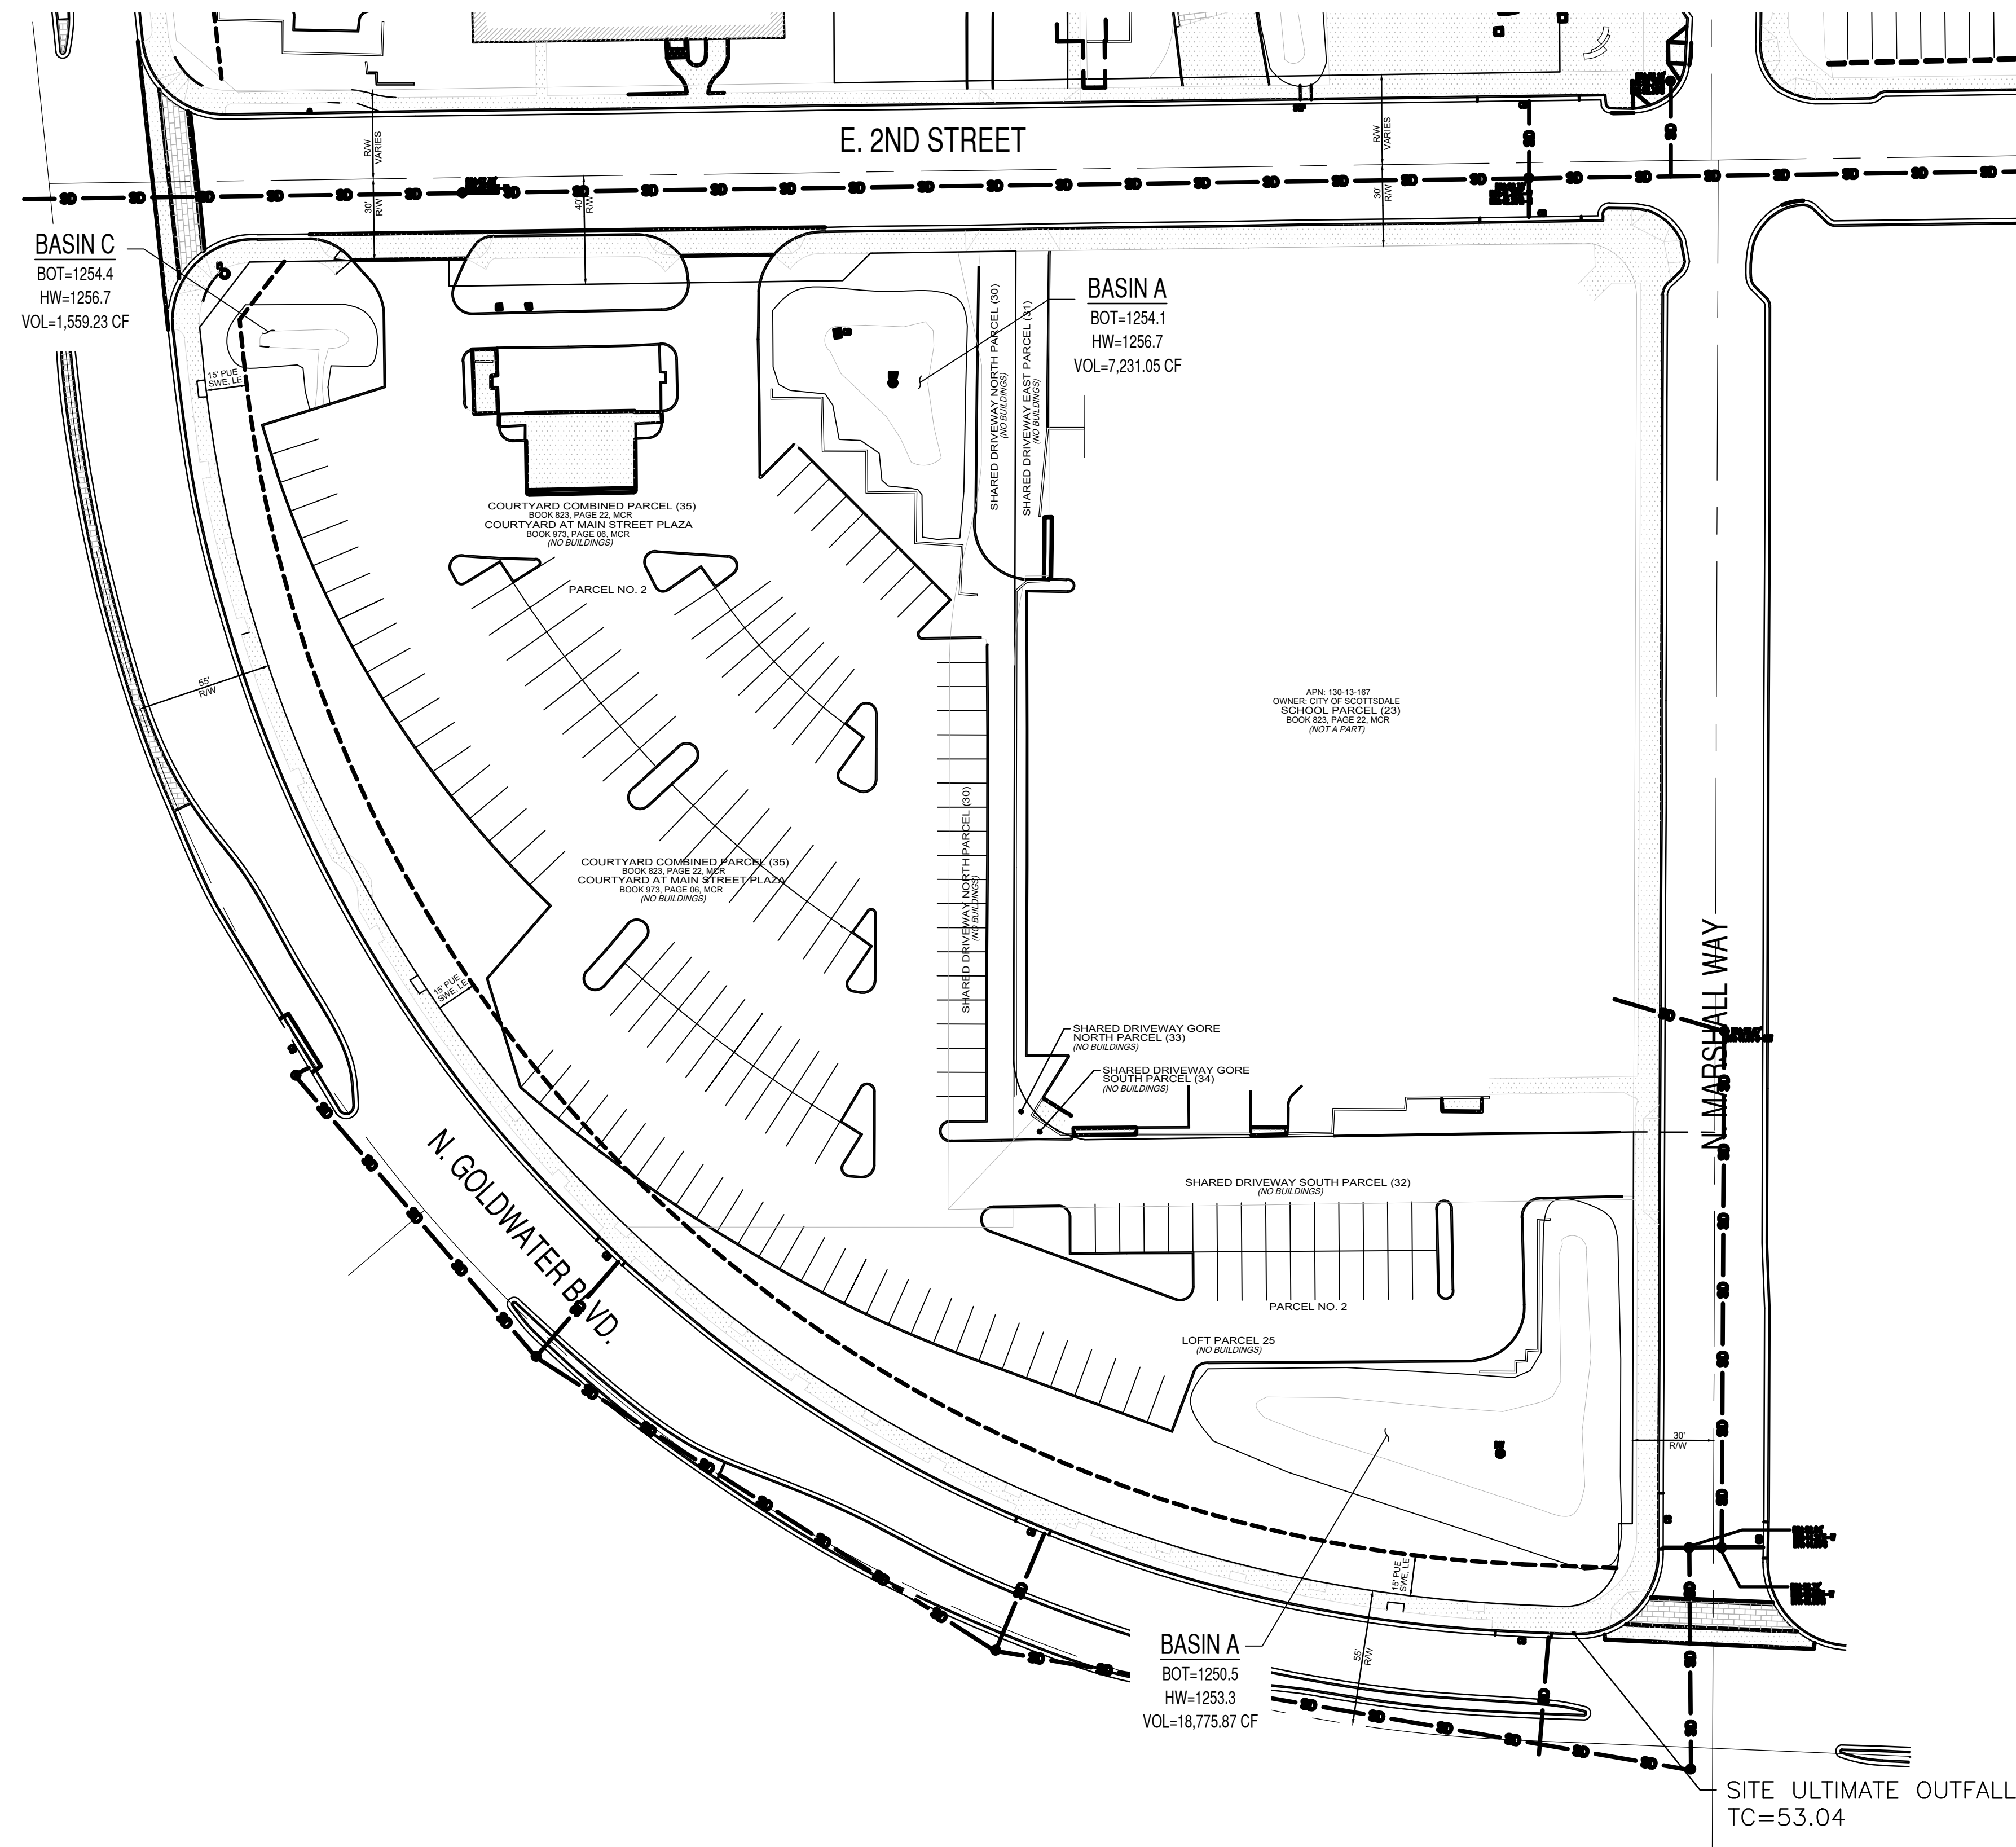 E. 2ND STREET
R/W
VARIES
R/W
VARIES
30'
R/W
40'
R/W
30'
R/W
BASIN C
BOT=1254.4
HW=1256.7
VOL=1,559.23 CF
BASIN A
BOT=1254.1
HW=1256.7
VOL=7,231.05 CF
15' PUE
SWE, LE
SHARED DRIVEWAY NORTH PARCEL (30)
(NO BUILDINGS)
SHARED DRIVEWAY EAST PARCEL (31)
(NO BUILDINGS)
COURTYARD COMBINED PARCEL (35)
BOOK 823, PAGE 22, MCR
COURTYARD AT MAIN STREET PLAZA
BOOK 973, PAGE 06, MCR
(NO BUILDINGS)
PARCEL NO. 2
55'
R/W
APN: 130-13-167
OWNER: CITY OF SCOTTSDALE
SCHOOL PARCEL (23)
BOOK 823, PAGE 22, MCR
(NOT A PART)
COURTYARD COMBINED PARCEL (35)
BOOK 823, PAGE 22, MCR
COURTYARD AT MAIN STREET PLAZA
BOOK 973, PAGE 06, MCR
(NO BUILDINGS)
SHARED DRIVEWAY NORTH PARCEL (30)
(NO BUILDINGS)
15' PUE
SWE, LE
N. MARSHALL WAY
SHARED DRIVEWAY GORE
NORTH PARCEL (33)
(NO BUILDINGS)
SHARED DRIVEWAY GORE
SOUTH PARCEL (34)
(NO BUILDINGS)
N. GOLDWATER BLVD.
SHARED DRIVEWAY SOUTH PARCEL (32)
(NO BUILDINGS)
PARCEL NO. 2
LOFT PARCEL 25
(NO BUILDINGS)
30'
R/W
15' PUE
SWE, LE
55'
R/W
BASIN A
BOT=1250.5
HW=1253.3
VOL=18,775.87 CF
SITE ULTIMATE OUTFALL
TC=53.04